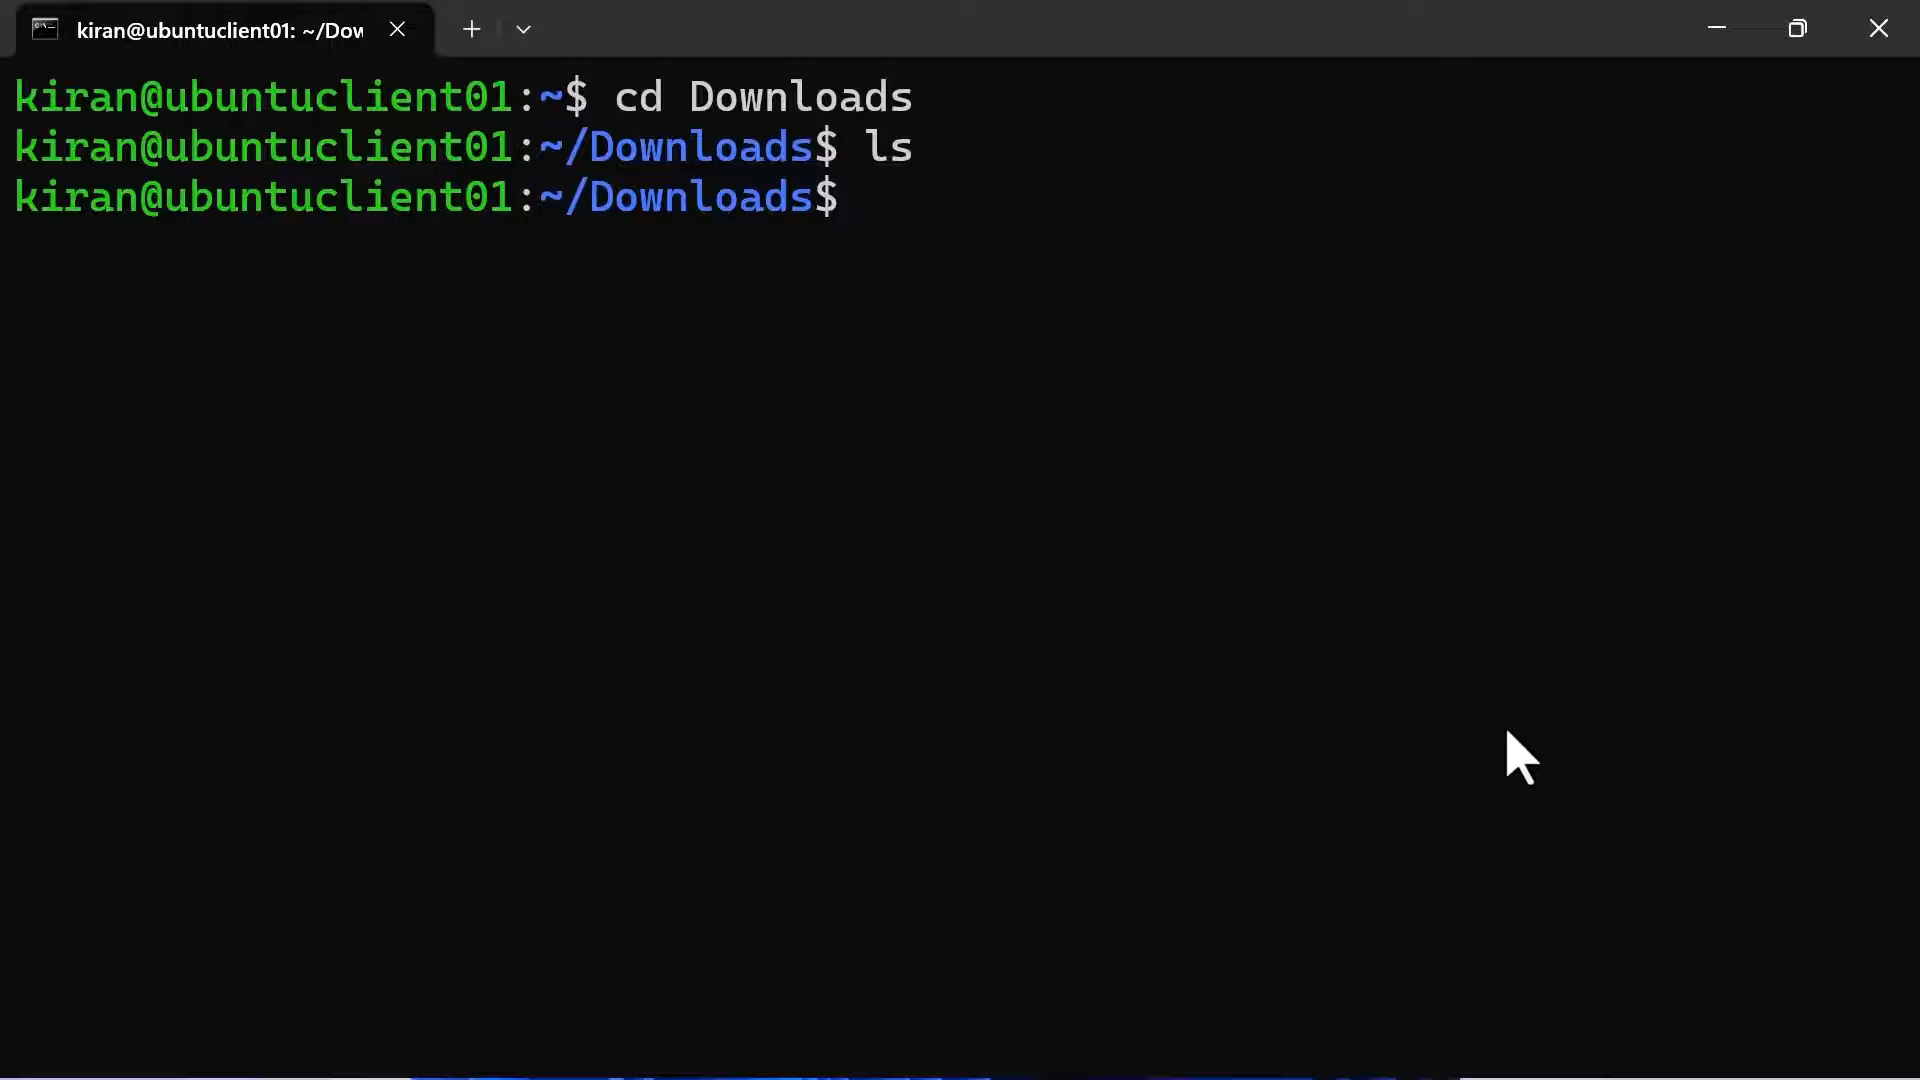 kiran@ubuntuclient01: ~/Dow
kiran@ubuntuclient01:~$ cd Downloads
kiran@ubuntuclient01:~/Downloads$ ls
kiran@ubuntuclient01:~/Downloads$